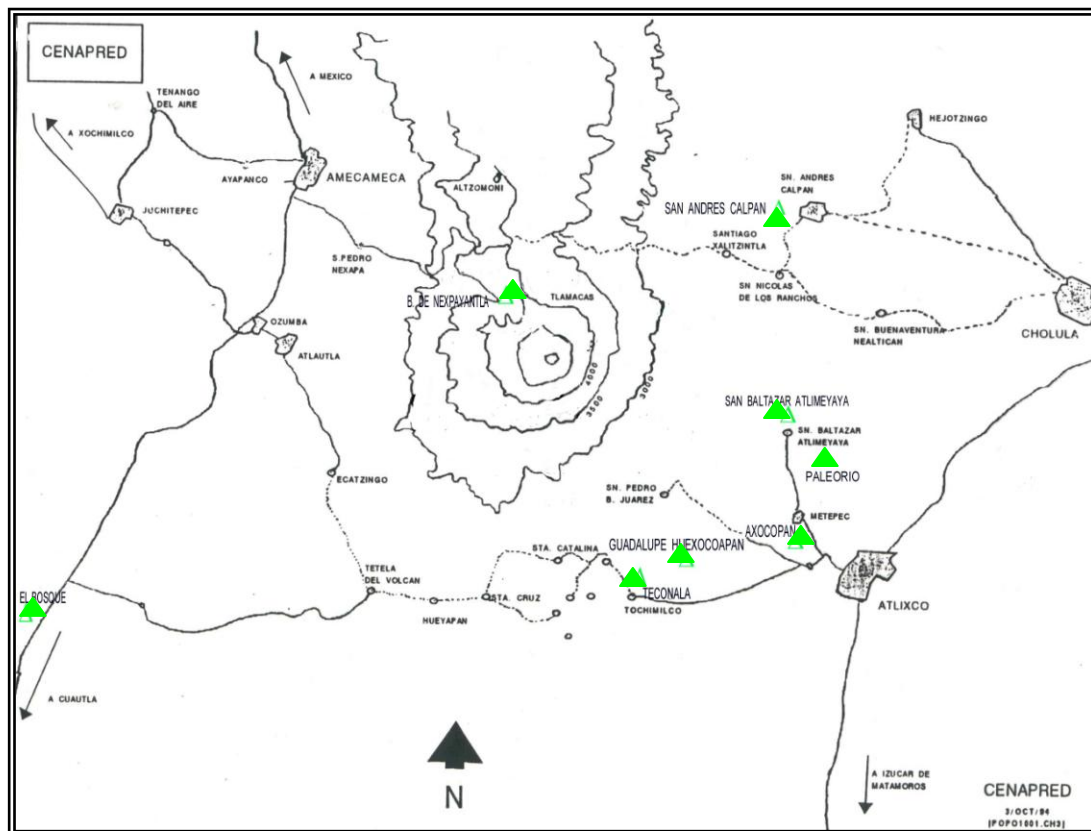 CENAPRED
A MEXICO
TENANGO
DEL AIRE
A XOCHIMILCO
AYAPANCO
AMECAMECA
JUCHITEPEC
S.PEDRO
NEXAPA
ALTZOMONI
HEJOTZINGO
SN. ANDRES
CALPAN
SAN ANDRES CALPAN
SANTIAGO
XALITZINTLA
SN NICOLAS
DE LOS RANCHOS
SN. BUENAVENTURA
NEALTICAN
CHOLULA
B. DE NEXPAYANTLA
TLAMACAS
OZUMBA
ATLAUTLA
4000
3500
3000
SAN BALTAZAR ATLIMEYAYA
SN. BALTAZAR
ATLIMEYAYA
PALEORIO
ECATZINGO
SN. PEDRO
B. JUAREZ
METEPEC
AXOCOPAN
GUADALUPE HUEXOCOAPAN
STA. CATALINA
TETELA
DEL VOLCAN
STA. CRUZ
HUEYAPAN
TECONALA
TOCHIMILCO
ATLIXCO
EL BOSQUE
A CUAUTLA
N
A IZUCAR DE
MATAMOROS
CENAPRED
3/OCT/94
[POPO1601.CH3]